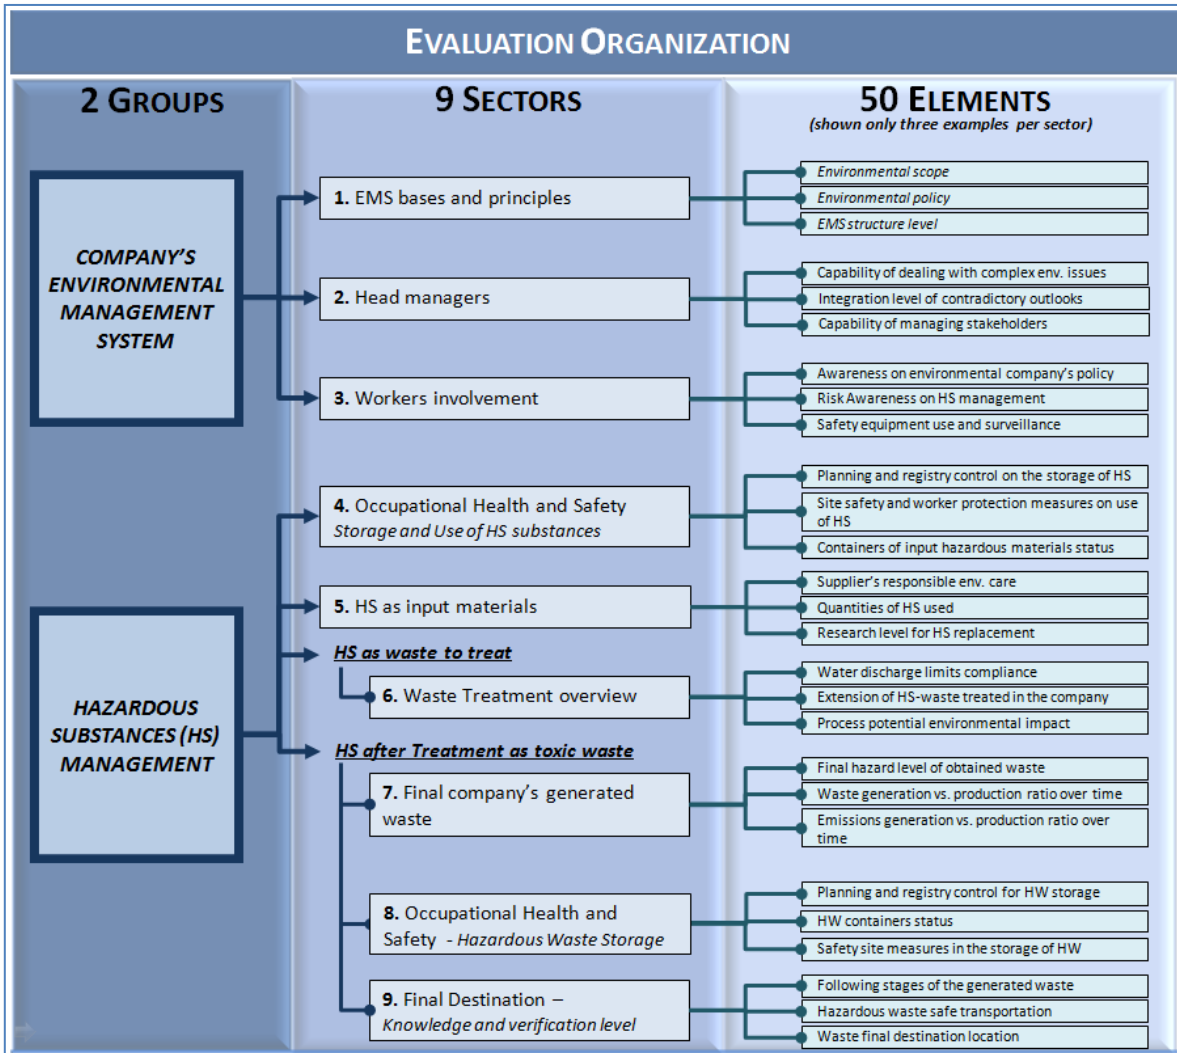 EVALUATION ORGANIZATION
2 GROUPS
9 SECTORS
50 ELEMENTS
(shown only three examples per sector)
COMPANY'S
ENVIRONMENTAL
MANAGEMENT
SYSTEM
1. EMS bases and principles
Environmental scope
Environmental policy
EMS structure level
2. Head managers
Capability of dealing with complex env. issues
Integration level of contradictory outlooks
Capability of managing stakeholders
3. Workers involvement
Awareness on environmental company's policy
Risk Awareness on HS management
Safety equipment use and surveillance
HAZARDOUS
SUBSTANCES (HS)
MANAGEMENT
4. Occupational Health and Safety
Storage and Use of HS substances
Planning and registry control on the storage of HS
Site safety and worker protection measures on use
of HS
Containers of input hazardous materials status
5. HS as input materials
Supplier's responsible env. care
Quantities of HS used
Research level for HS replacement
HS as waste to treat
6. Waste Treatment overview
Water discharge limits compliance
Extension of HS-waste treated in the company
Process potential environmental impact
HS after Treatment as toxic waste
7. Final company's generated
waste
Final hazard level of obtained waste
Waste generation vs. production ratio over time
Emissions generation vs. production ratio over
time
8. Occupational Health and
Safety - Hazardous Waste Storage
Planning and registry control for HW storage
HW containers status
Safety site measures in the storage of HW
9. Final Destination –
Knowledge and verification level
Following stages of the generated waste
Hazardous waste safe transportation
Waste final destination location